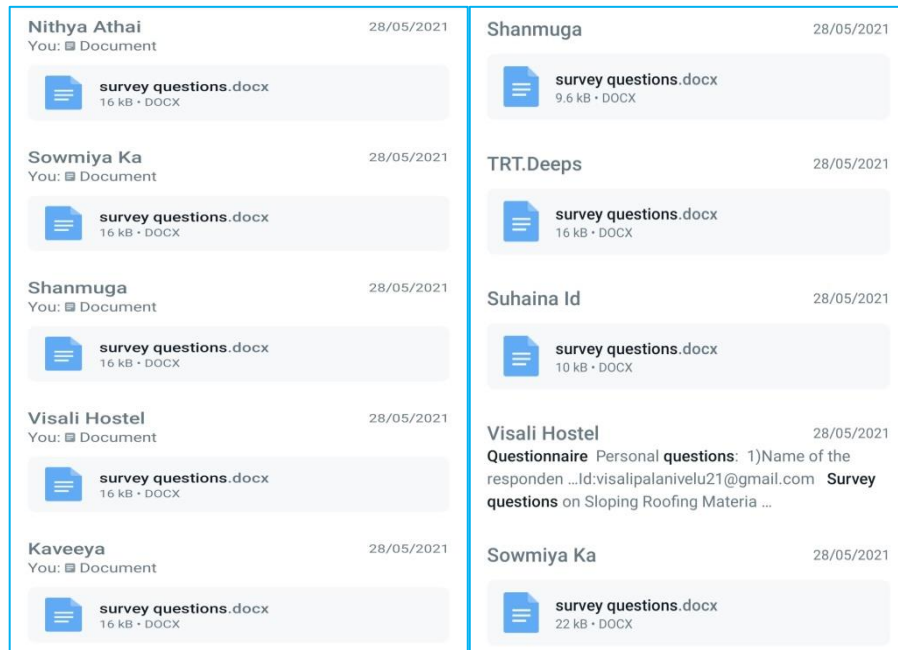 Nithya Athai 28/05/2021
You: Document
survey questions.docx
16 kB • DOCX
Sowmiya Ka 28/05/2021
You: Document
survey questions.docx
16 kB • DOCX
Shanmuga 28/05/2021
You: Document
survey questions.docx
16 kB • DOCX
Visali Hostel 28/05/2021
You: Document
survey questions.docx
16 kB • DOCX
Kaveeya 28/05/2021
You: Document
survey questions.docx
16 kB • DOCX
Shanmuga 28/05/2021
survey questions.docx
9.6 kB • DOCX
TRT.Deeps 28/05/2021
survey questions.docx
16 kB • DOCX
Suhaina Id 28/05/2021
survey questions.docx
10 kB • DOCX
Visali Hostel 28/05/2021
Questionnaire Personal questions: 1)Name of the
responden ...Id:visalipalanivelu21@gmail.com Survey
questions on Sloping Roofing Materia ...
Sowmiya Ka 28/05/2021
survey questions.docx
22 kB • DOCX